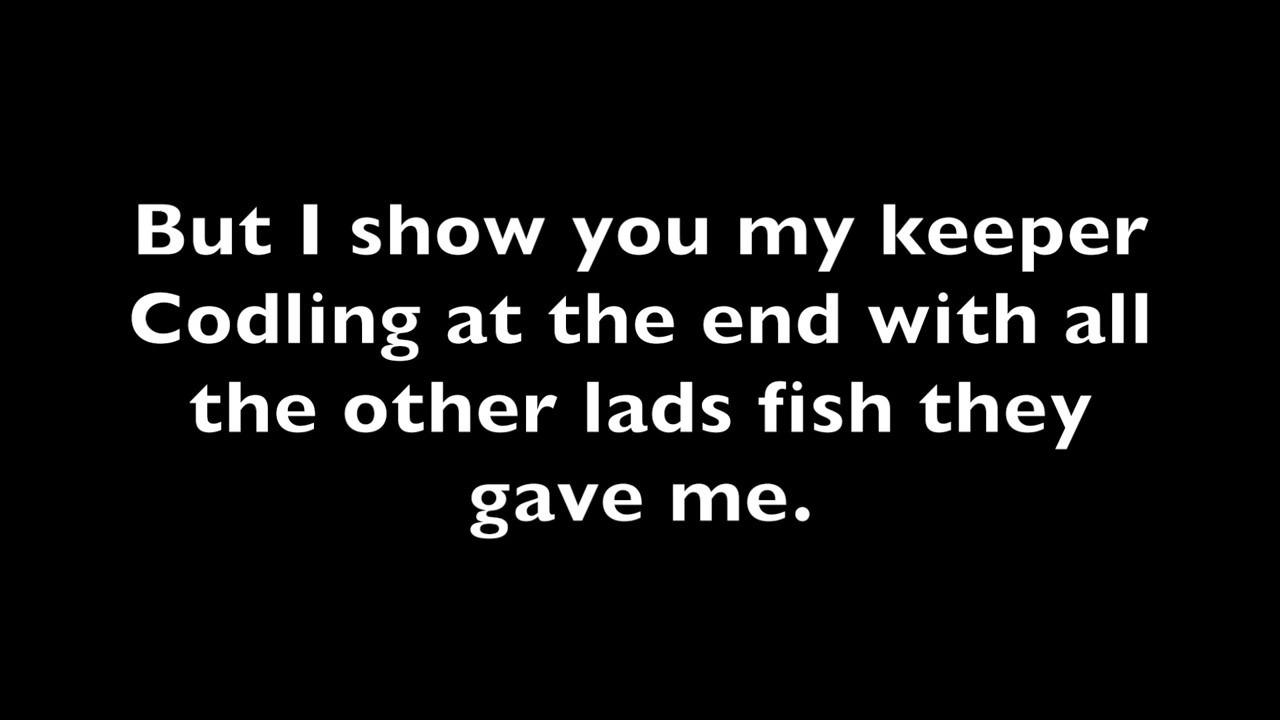 But I show you my keeper
Codling at the end with all
the other lads fish they
gave me.